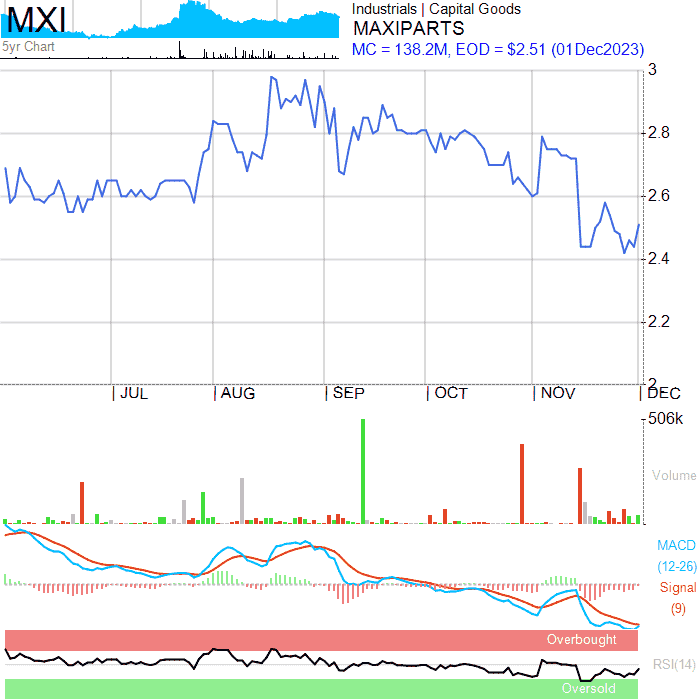 MXI
5yr Chart
Industrials | Capital Goods
MAXIPARTS
MC = 138.2M, EOD = $2.51 (01Dec2023)
3
2.8
2.6
2.4
2.2
2
JUL AUG SEP OCT NOV DEC
506k
Volume
MACD
(12-26)
Signal
(9)
Overbought
RSI(14)
Oversold